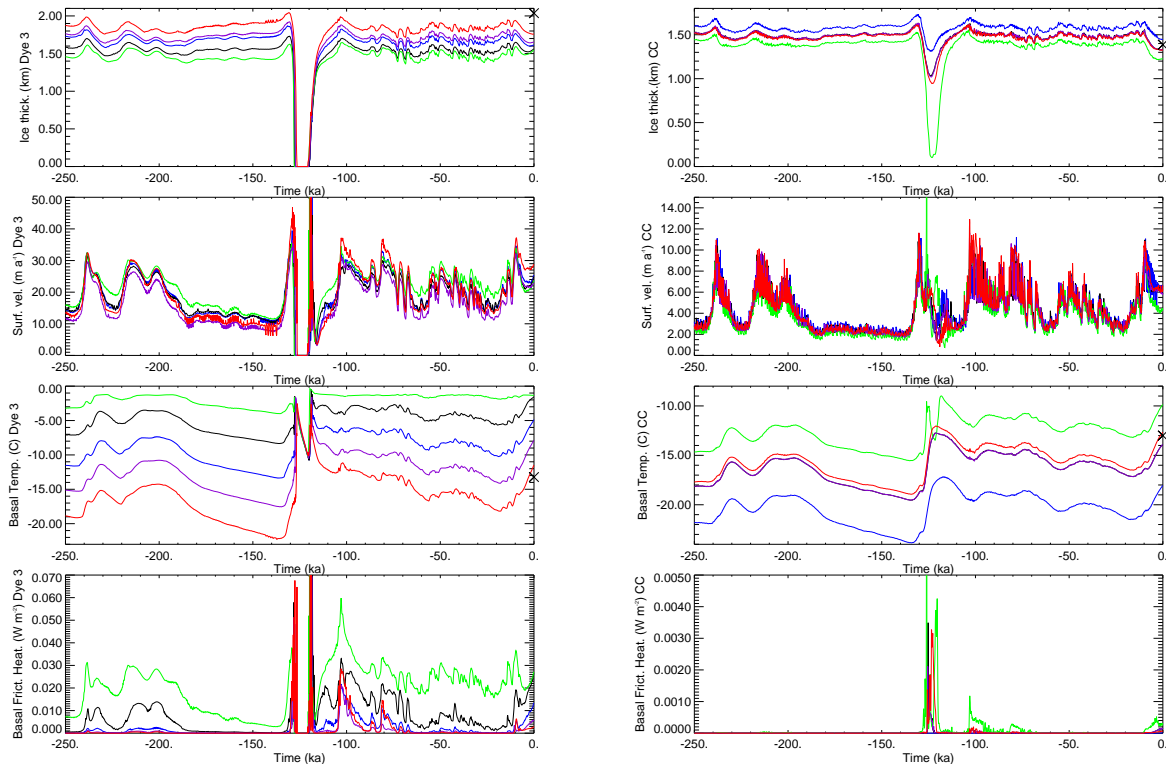 Ice thick. (km) Dye 3
2.00
1.50
1.00
0.50
0.00
-250 -200. -150. -100. -50. 0.
Time (ka)
Ice thick.(km) CC
1.50
1.00
0.50
0.00
-250 -200. -150. -100. -50. 0.
Time (ka)
Surf. vel. (m a⁻¹) Dye 3
50.00
40.00
30.00
20.00
10.00
0.00
-250 -200. -150. -100. -50. 0.
Time (ka)
Surf. vel. (m a⁻¹) CC
14.00
12.00
10.00
8.00
6.00
4.00
2.00
0.00
-250 -200. -150. -100. -50. 0.
Time (ka)
Basal Temp. (C) Dye 3
0.00
-5.00
-10.00
-15.00
-20.00
-250 -200. -150. -100. -50. 0.
Time (ka)
Basal Temp. (C) CC
-10.00
-15.00
-20.00
-250 -200. -150. -100. -50. 0.
Time (ka)
Basal Frict. Heat. (W m⁻²) Dye 3
0.070
0.060
0.050
0.040
0.030
0.020
0.010
0.000
-250 -200. -150. -100. -50. 0.
Time (ka)
Basal Frict. Heat. (W m⁻²) CC
0.0050
0.0040
0.0030
0.0020
0.0010
0.0000
-250 -200. -150. -100. -50. 0.
Time (ka)